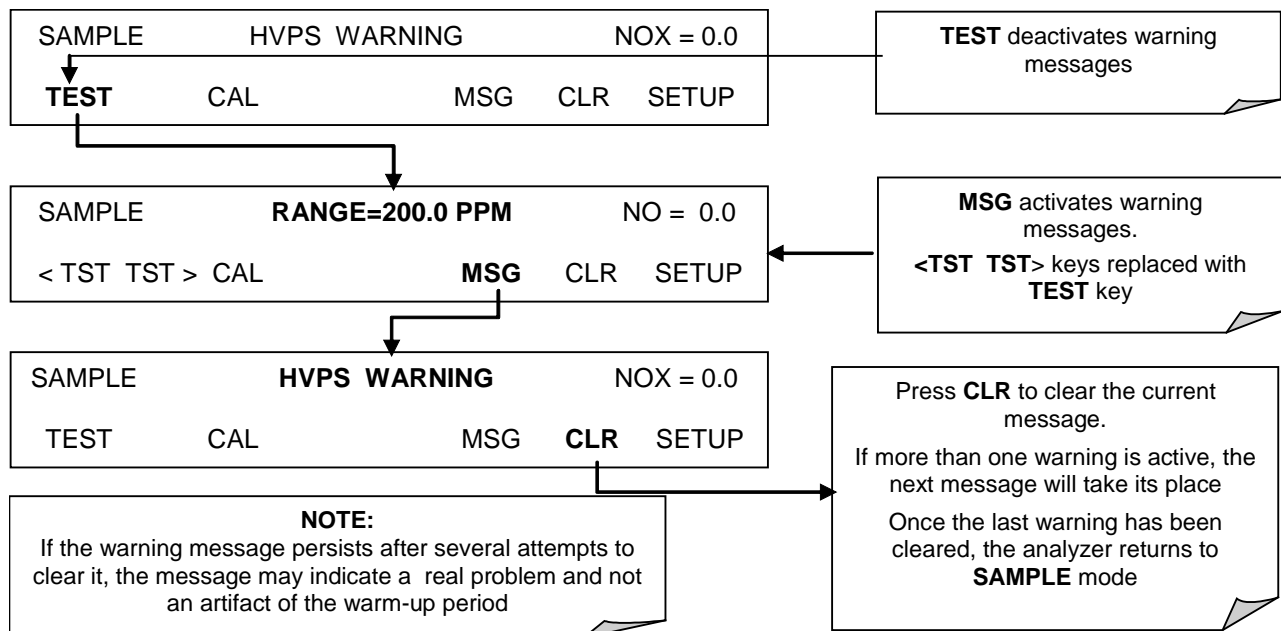 SAMPLE HVPS WARNING NOX = 0.0
TEST CAL MSG CLR SETUP
TEST deactivates warning
messages
SAMPLE RANGE=200.0 PPM NO = 0.0
< TST TST > CAL MSG CLR SETUP
MSG activates warning
messages.
<TST TST> keys replaced with
TEST key
SAMPLE HVPS WARNING NOX = 0.0
TEST CAL MSG CLR SETUP
Press CLR to clear the current
message.
If more than one warning is active, the
next message will take its place
Once the last warning has been
cleared, the analyzer returns to
SAMPLE mode
NOTE:
If the warning message persists after several attempts to
clear it, the message may indicate a real problem and not
an artifact of the warm-up period